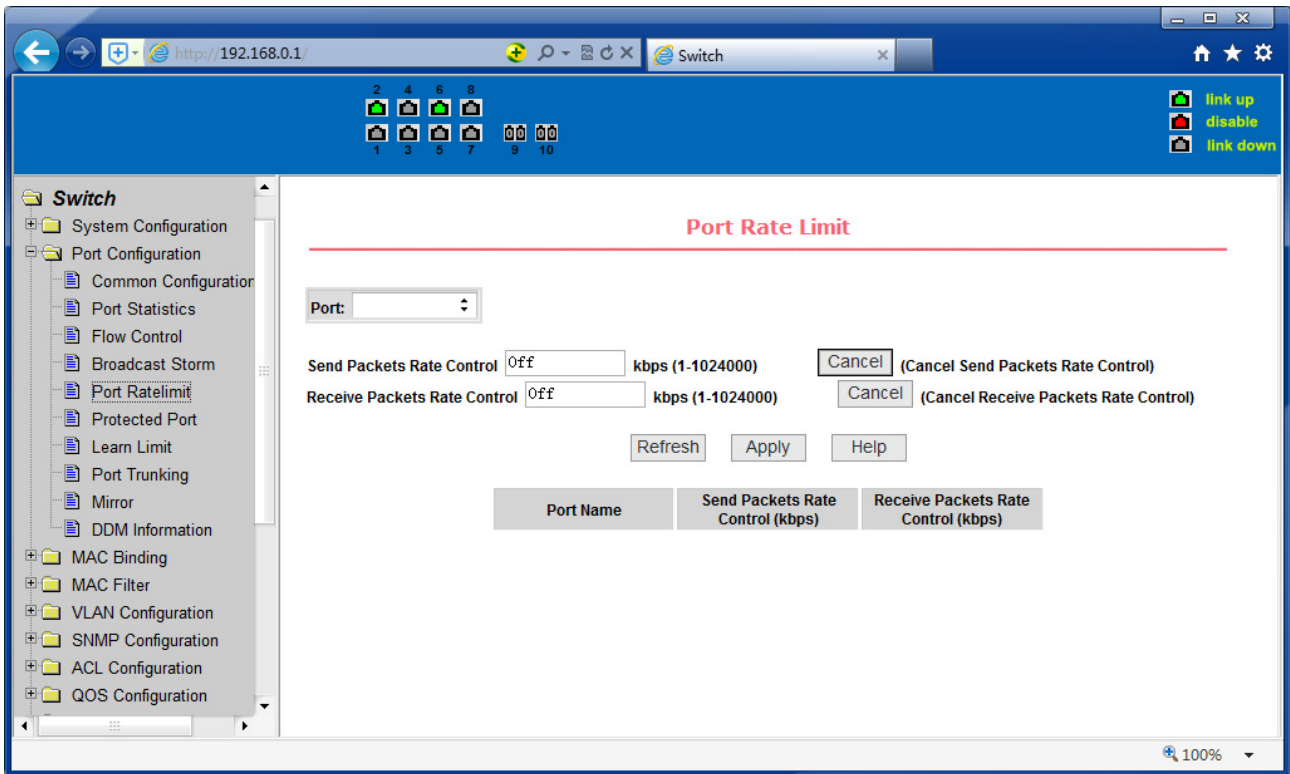 http://192.168.0.1/
Switch
2 4 6 8
1 3 5 7 9 10
link up
disable
link down
Switch
System Configuration
Port Configuration
Common Configuration
Port Statistics
Flow Control
Broadcast Storm
Port Ratelimit
Protected Port
Learn Limit
Port Trunking
Mirror
DDM Information
MAC Binding
MAC Filter
VLAN Configuration
SNMP Configuration
ACL Configuration
QOS Configuration
Port Rate Limit
Port:
Send Packets Rate Control Off kbps (1-1024000) Cancel (Cancel Send Packets Rate Control)
Receive Packets Rate Control Off kbps (1-1024000) Cancel (Cancel Receive Packets Rate Control)
Refresh Apply Help
Port Name Send Packets Rate Control (kbps) Receive Packets Rate Control (kbps)
100%